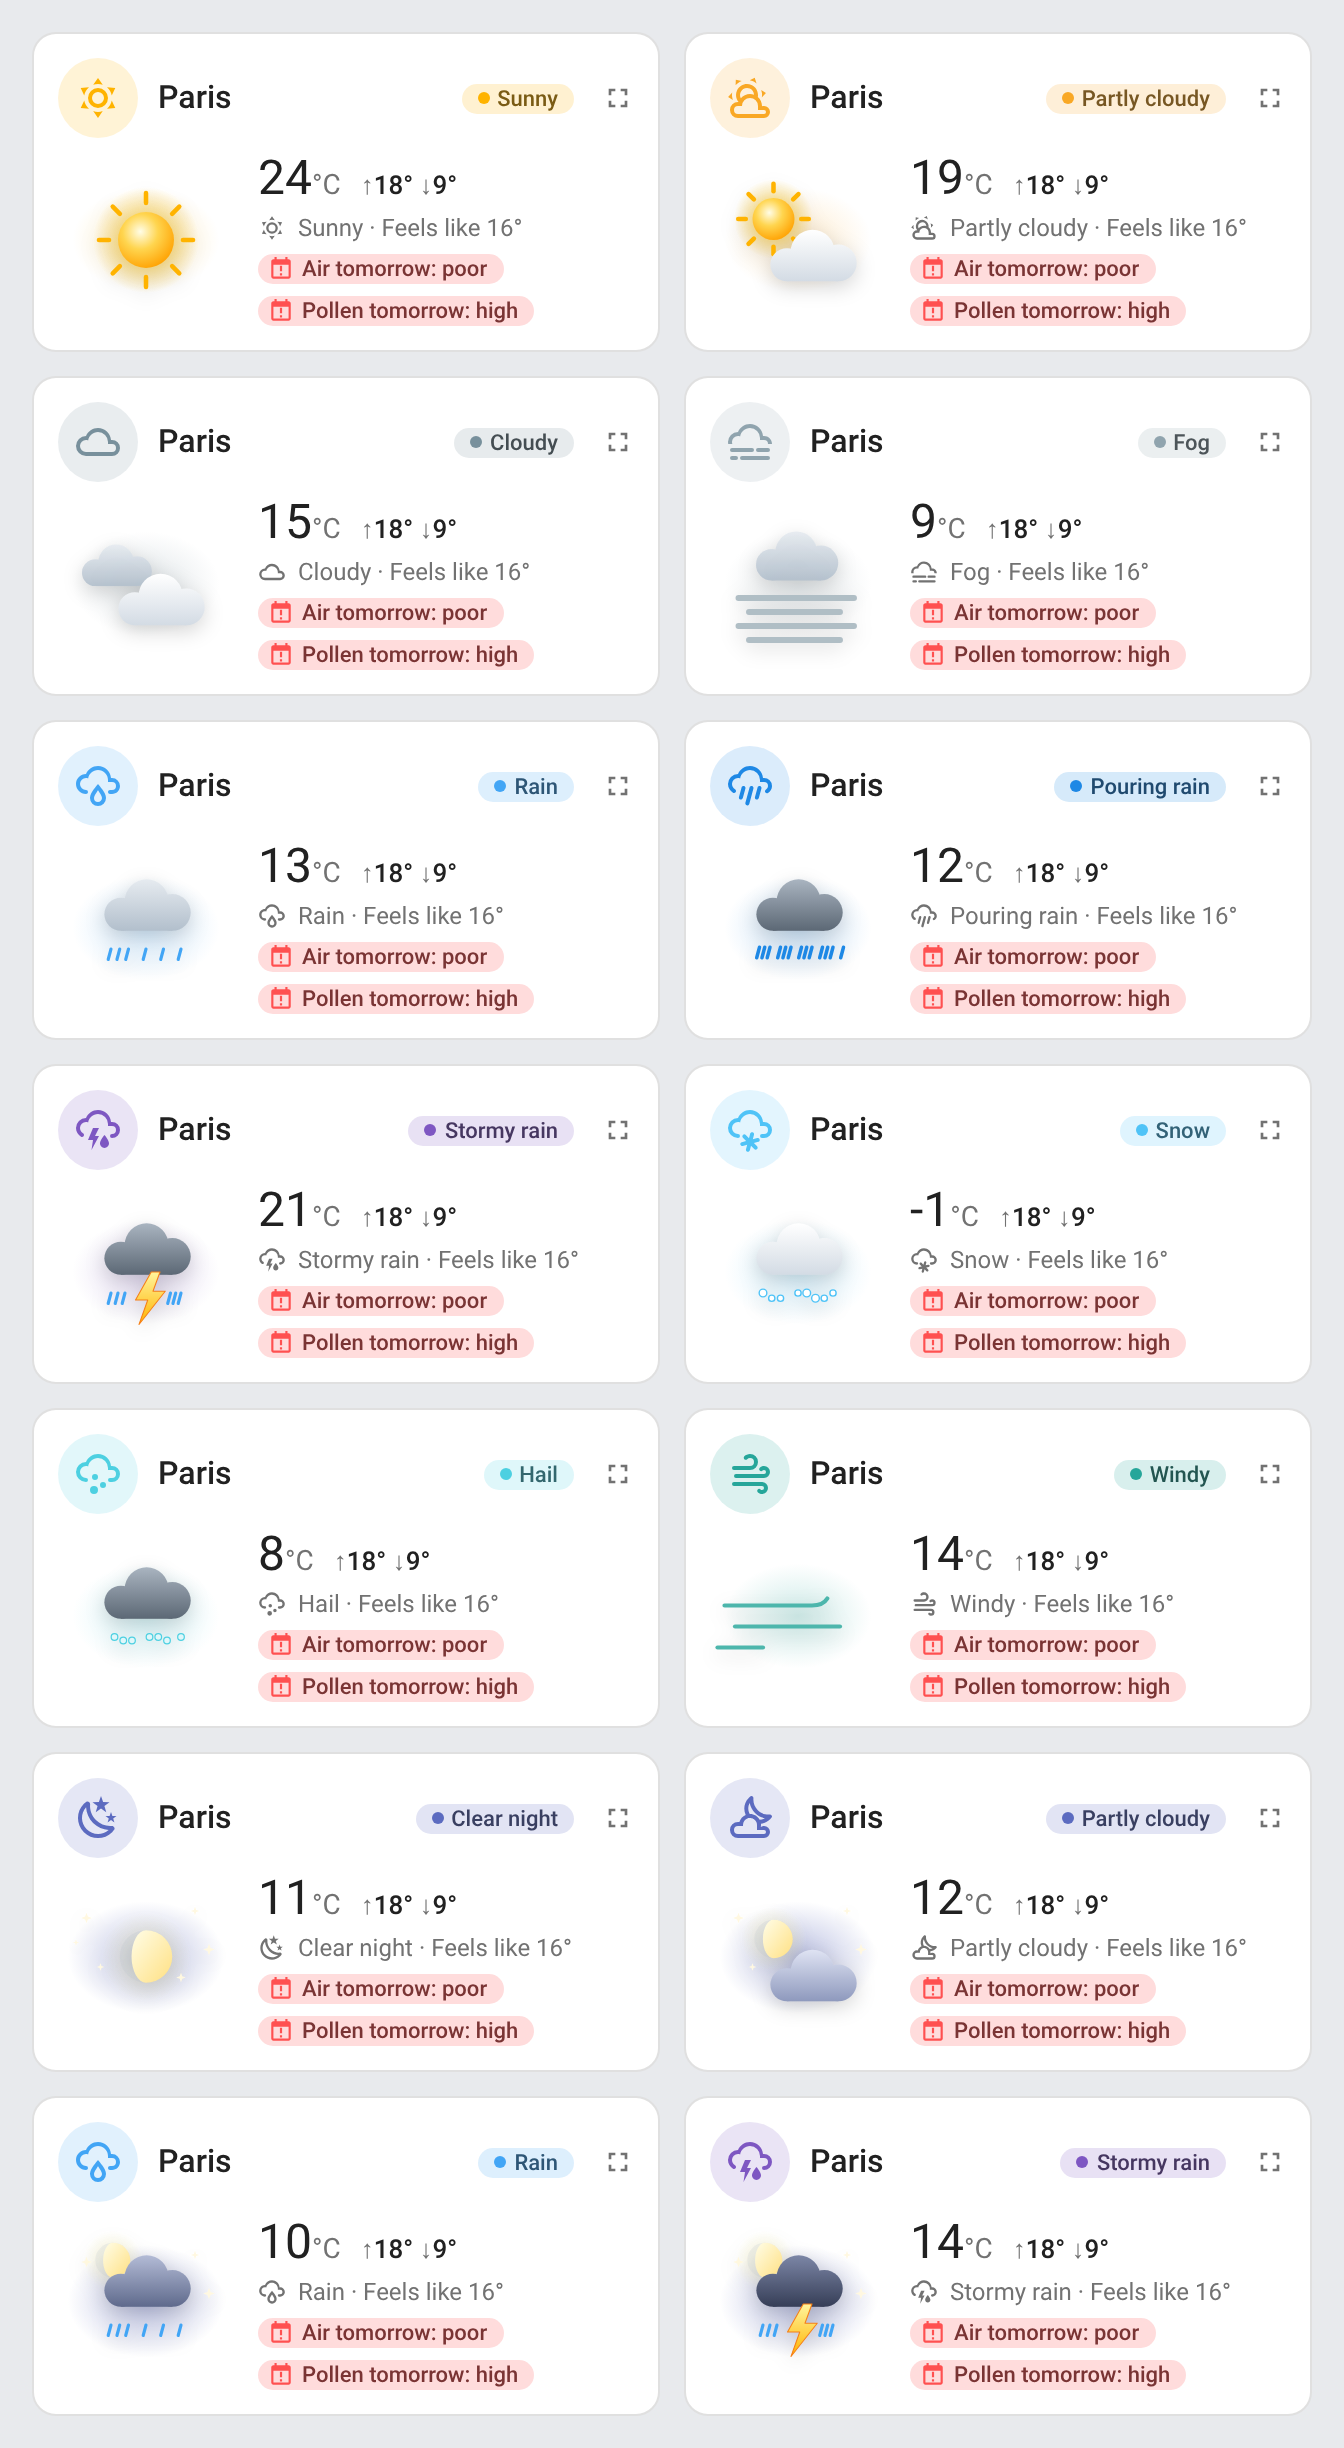 Paris
Sunny
24°C ↑18° ↓9°
Sunny · Feels like 16°
Air tomorrow: poor
Pollen tomorrow: high
Paris
Partly cloudy
19°C ↑18° ↓9°
Partly cloudy · Feels like 16°
Air tomorrow: poor
Pollen tomorrow: high
Paris
Cloudy
15°C ↑18° ↓9°
Cloudy · Feels like 16°
Air tomorrow: poor
Pollen tomorrow: high
Paris
Fog
9°C ↑18° ↓9°
Fog · Feels like 16°
Air tomorrow: poor
Pollen tomorrow: high
Paris
Rain
13°C ↑18° ↓9°
Rain · Feels like 16°
Air tomorrow: poor
Pollen tomorrow: high
Paris
Pouring rain
12°C ↑18° ↓9°
Pouring rain · Feels like 16°
Air tomorrow: poor
Pollen tomorrow: high
Paris
Stormy rain
21°C ↑18° ↓9°
Stormy rain · Feels like 16°
Air tomorrow: poor
Pollen tomorrow: high
Paris
Snow
-1°C ↑18° ↓9°
Snow · Feels like 16°
Air tomorrow: poor
Pollen tomorrow: high
Paris
Hail
8°C ↑18° ↓9°
Hail · Feels like 16°
Air tomorrow: poor
Pollen tomorrow: high
Paris
Windy
14°C ↑18° ↓9°
Windy · Feels like 16°
Air tomorrow: poor
Pollen tomorrow: high
Paris
Clear night
11°C ↑18° ↓9°
Clear night · Feels like 16°
Air tomorrow: poor
Pollen tomorrow: high
Paris
Partly cloudy
12°C ↑18° ↓9°
Partly cloudy · Feels like 16°
Air tomorrow: poor
Pollen tomorrow: high
Paris
Rain
10°C ↑18° ↓9°
Rain · Feels like 16°
Air tomorrow: poor
Pollen tomorrow: high
Paris
Stormy rain
14°C ↑18° ↓9°
Stormy rain · Feels like 16°
Air tomorrow: poor
Pollen tomorrow: high